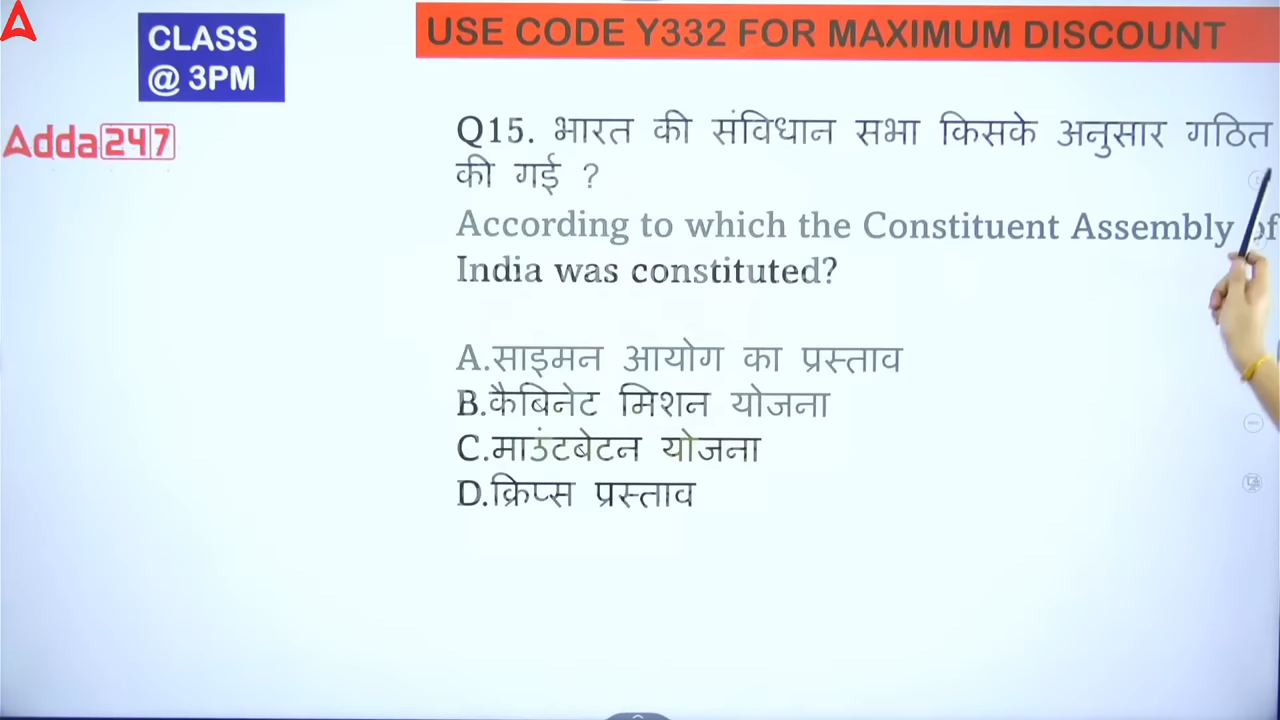 CLASS
@ 3PM
USE CODE Y332 FOR MAXIMUM DISCOUNT
Adda247
Q15. भारत की संविधान सभा किसके अनुसार गठित
की गई ?
According to which the Constituent Assembly of
India was constituted?
A.साइमन आयोग का प्रस्ताव
B.कैबिनेट मिशन योजना
C.माउंटबेटन योजना
D.क्रिप्स प्रस्ताव